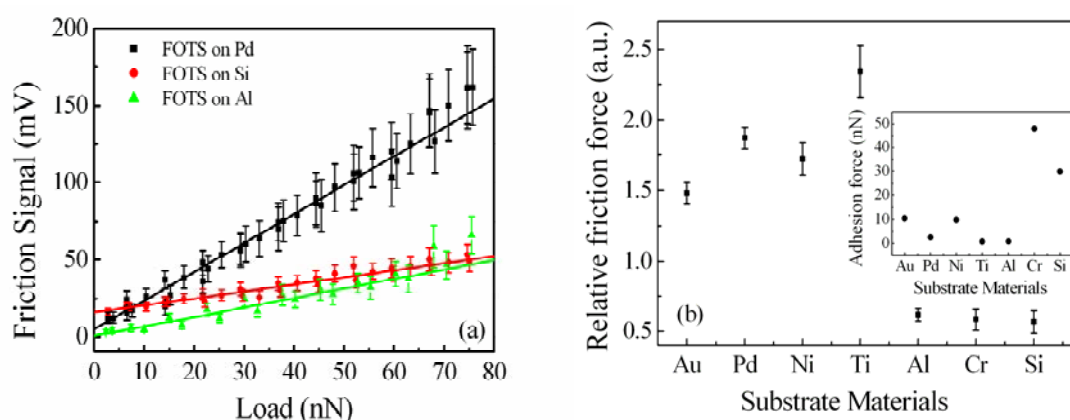 200
150
100
50
0
Friction Signal (mV)
FOTS on Pd
FOTS on Si
FOTS on Al
(a)
0 10 20 30 40 50 60 70 80
Load (nN)
2.5
2.0
1.5
1.0
0.5
Relative friction force (a.u.)
(b)
Au Pd Ni Ti Al Cr Si
Substrate Materials
50
40
30
20
10
0
Adhesion force (nN)
Au Pd Ni Ti Al Cr Si
Substrate Materials